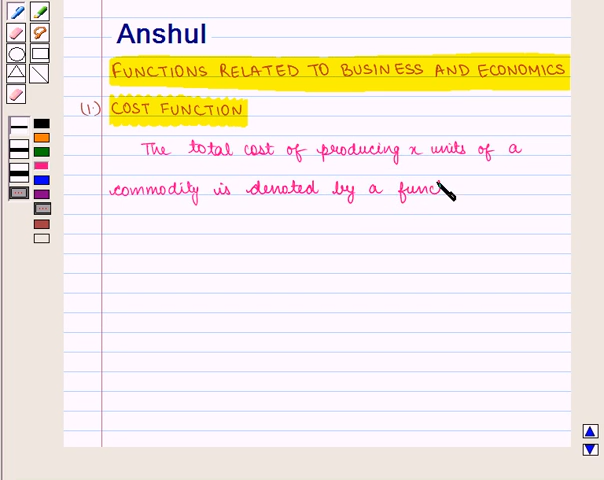 Anshul
FUNCTIONS RELATED TO BUSINESS AND ECONOMICS
(1.) COST FUNCTION
The total cost of producing x units of a
commodity is denoted by a func